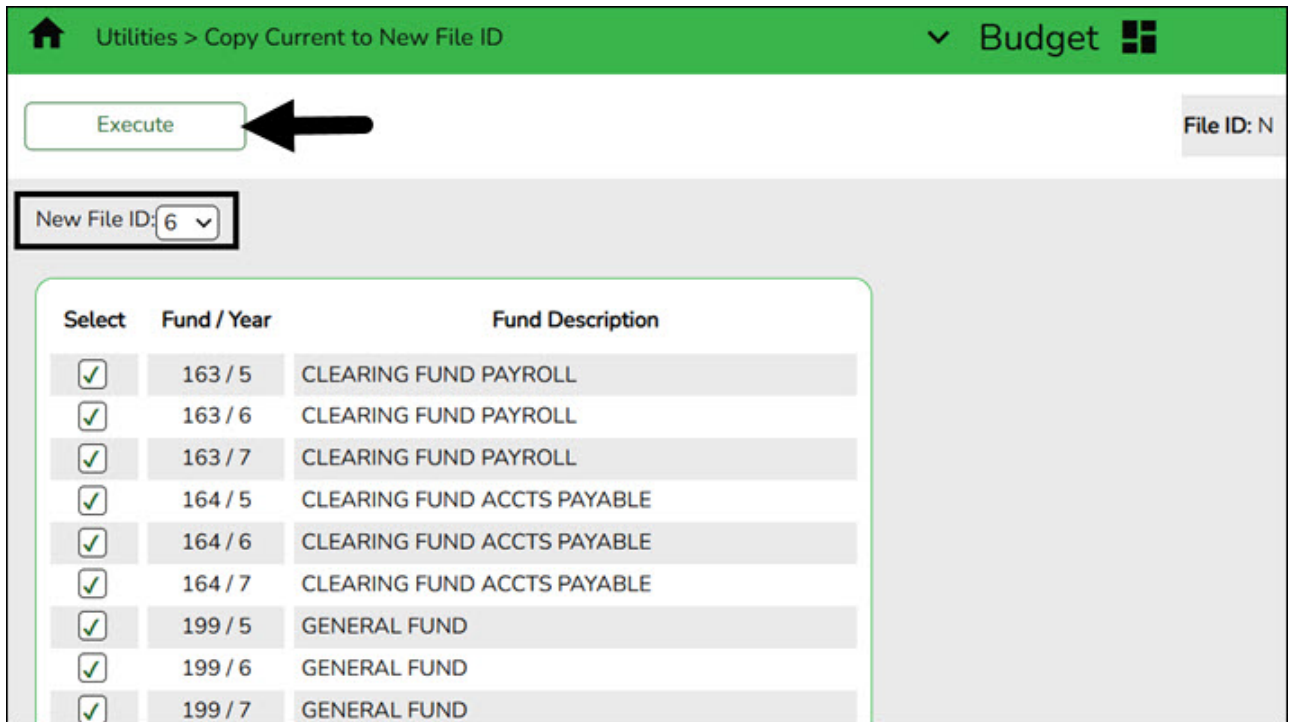 Utilities > Copy Current to New File ID
Budget
Execute
File ID: N
New File ID: 6
Select Fund / Year Fund Description
163 / 5 CLEARING FUND PAYROLL
163 / 6 CLEARING FUND PAYROLL
163 / 7 CLEARING FUND PAYROLL
164 / 5 CLEARING FUND ACCTS PAYABLE
164 / 6 CLEARING FUND ACCTS PAYABLE
164 / 7 CLEARING FUND ACCTS PAYABLE
199 / 5 GENERAL FUND
199 / 6 GENERAL FUND
199 / 7 GENERAL FUND